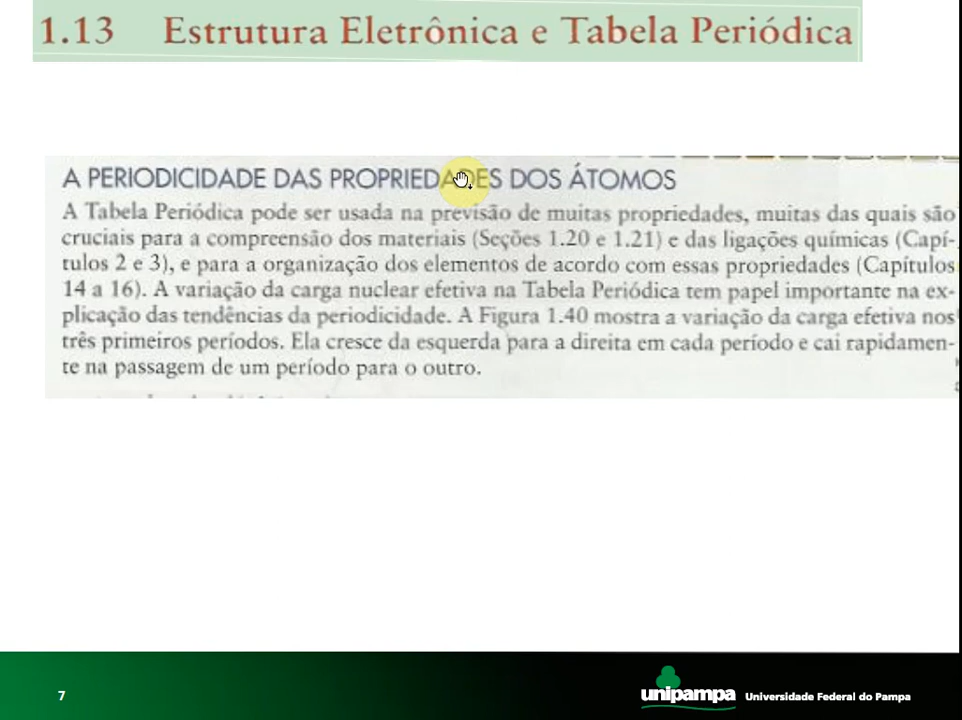 1.13 Estrutura Eletrônica e Tabela Periódica
A PERIODICIDADE DAS PROPRIEDADES DOS ÁTOMOS
A Tabela Periódica pode ser usada na previsão de muitas propriedades, muitas das quais são
cruciais para a compreensão dos materiais (Seções 1.20 e 1.21) e das ligações químicas (Capí-
tulos 2 e 3), e para a organização dos elementos de acordo com essas propriedades (Capítulos
14 a 16). A variação da carga nuclear efetiva na Tabela Periódica tem papel importante na ex-
plicação das tendências da periodicidade. A Figura 1.40 mostra a variação da carga efetiva nos
três primeiros períodos. Ela cresce da esquerda para a direita em cada período e cai rapidamen-
te na passagem de um período para o outro.
7
unipampa Universidade Federal do Pampa